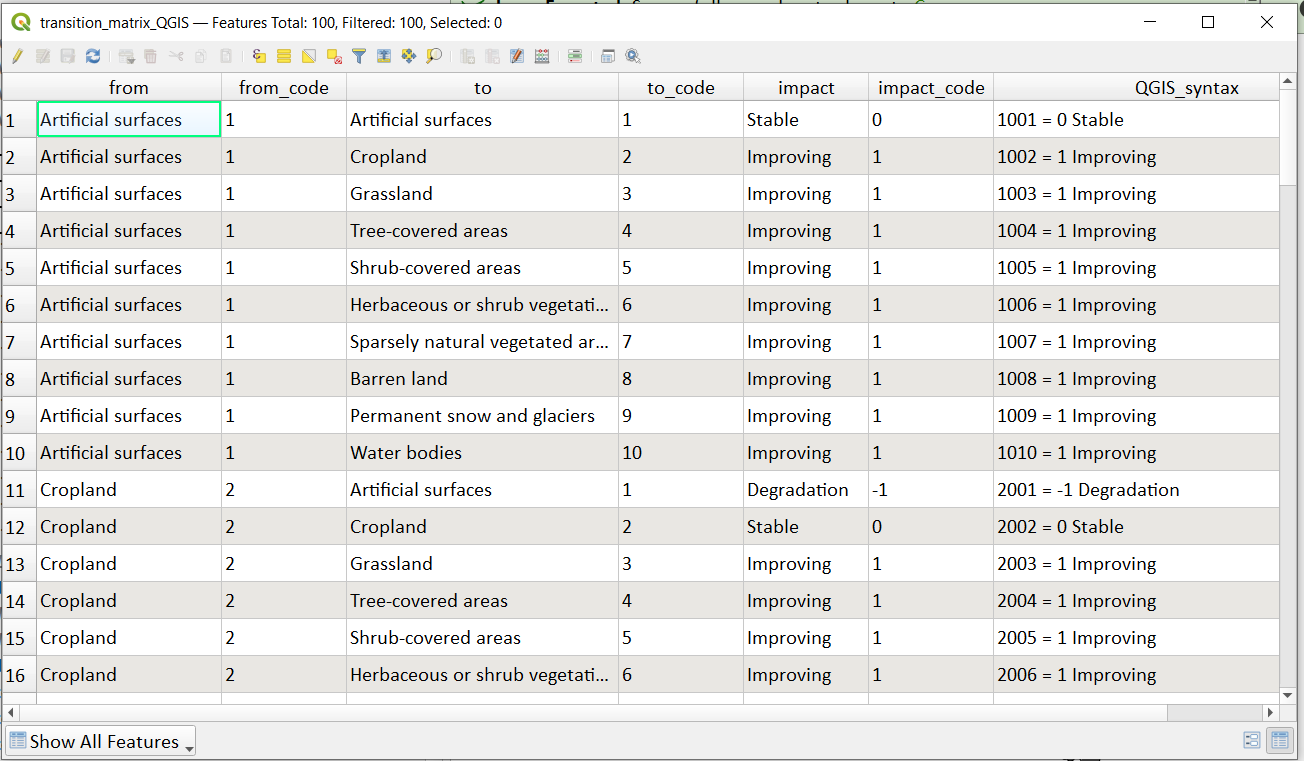 transition_matrix_QGIS — Features Total: 100, Filtered: 100, Selected: 0
from from_code to to_code impact impact_code QGIS_syntax
1 Artificial surfaces 1 Artificial surfaces 1 Stable 0 1001 = 0 Stable
2 Artificial surfaces 1 Cropland 2 Improving 1 1002 = 1 Improving
3 Artificial surfaces 1 Grassland 3 Improving 1 1003 = 1 Improving
4 Artificial surfaces 1 Tree-covered areas 4 Improving 1 1004 = 1 Improving
5 Artificial surfaces 1 Shrub-covered areas 5 Improving 1 1005 = 1 Improving
6 Artificial surfaces 1 Herbaceous or shrub vegetati... 6 Improving 1 1006 = 1 Improving
7 Artificial surfaces 1 Sparsely natural vegetated ar... 7 Improving 1 1007 = 1 Improving
8 Artificial surfaces 1 Barren land 8 Improving 1 1008 = 1 Improving
9 Artificial surfaces 1 Permanent snow and glaciers 9 Improving 1 1009 = 1 Improving
10 Artificial surfaces 1 Water bodies 10 Improving 1 1010 = 1 Improving
11 Cropland 2 Artificial surfaces 1 Degradation -1 2001 = -1 Degradation
12 Cropland 2 Cropland 2 Stable 0 2002 = 0 Stable
13 Cropland 2 Grassland 3 Improving 1 2003 = 1 Improving
14 Cropland 2 Tree-covered areas 4 Improving 1 2004 = 1 Improving
15 Cropland 2 Shrub-covered areas 5 Improving 1 2005 = 1 Improving
16 Cropland 2 Herbaceous or shrub vegetati... 6 Improving 1 2006 = 1 Improving
Show All Features